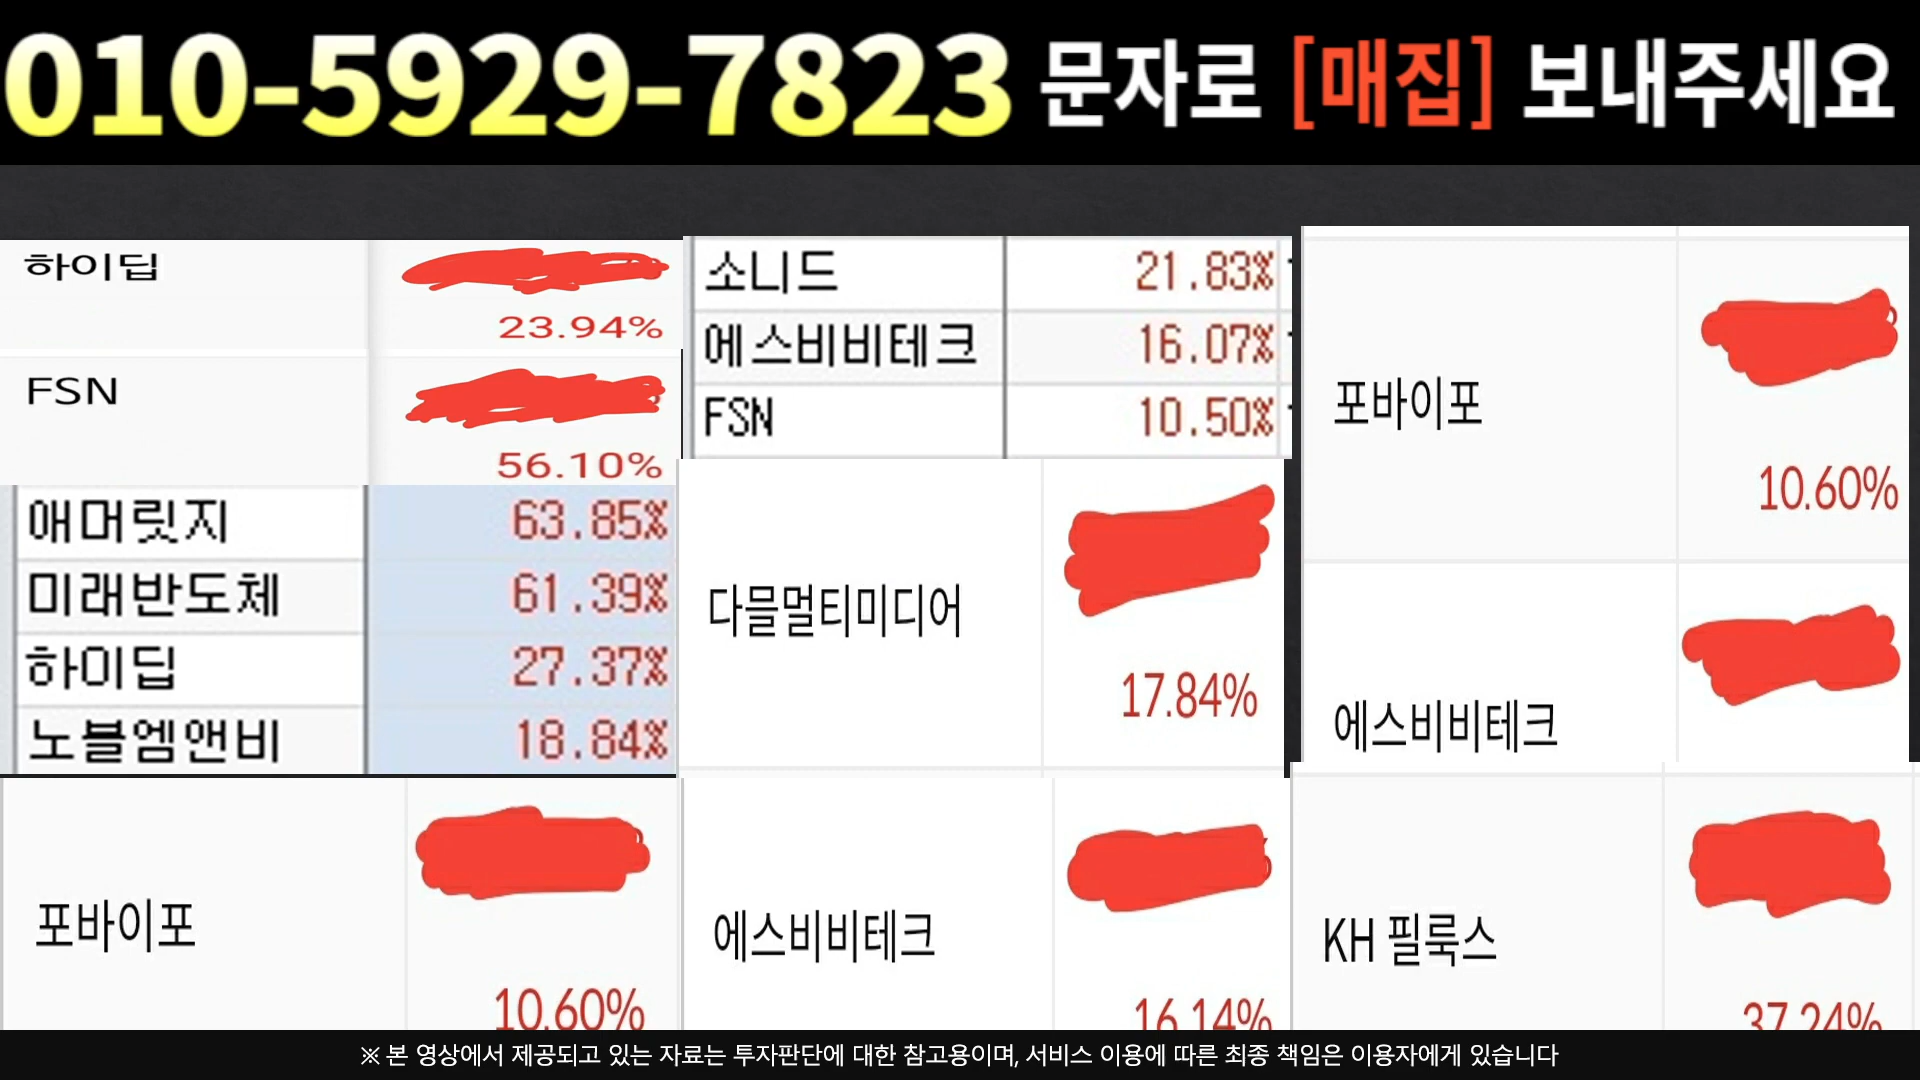 010-5929-7823 문자로 [매집] 보내주세요
하이딥
23.94%
FSN
56.10%
애머릿지 63.85%
미래반도체 61.39%
하이딥 27.37%
노블엠앤비 18.84%
소니드 21.83%
에스비비테크 16.07%
FSN 10.50%
다믈멀티미디어
17.84%
포바이포
10.60%
에스비비테크
포바이포
10.60%
에스비비테크
16.14%
KH 필룩스
37.24%
※ 본 영상에서 제공되고 있는 자료는 투자판단에 대한 참고용이며, 서비스 이용에 따른 최종 책임은 이용자에게 있습니다